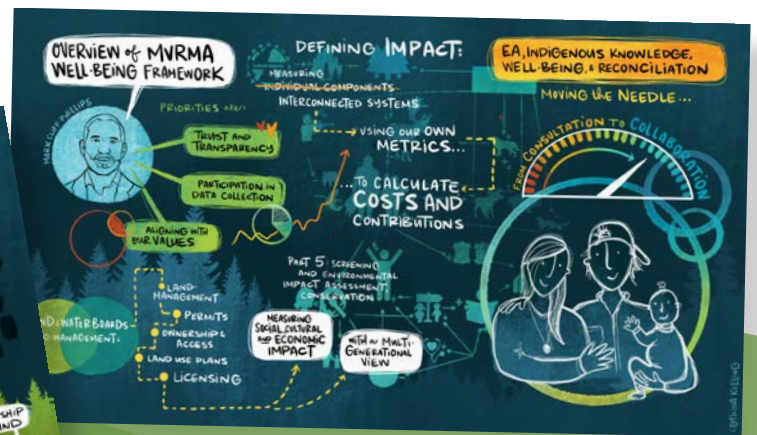 OVERVIEW of MVRMA
WELL-BEING FRAMEWORK
MARK CLIFF-PHILLIPS
PRIORITIES
TRUST AND
TRANSPARENCY
PARTICIPATION IN
DATA COLLECTION
ALIGNING WITH
OUR VALUES
DEFINING IMPACT:
MEASURING
INDIVIDUAL COMPONENTS
INTERCONNECTED SYSTEMS
USING OUR OWN
METRICS...
...TO CALCULATE
COSTS AND
CONTRIBUTIONS
PART 5: SCREENING
AND ENVIRONMENTAL
IMPACT ASSESSMENT
CONSERVATION
WATER BOARDS
LAND-
MANAGEMENT
PERMITS
OWNERSHIP &
ACCESS
LAND USE PLANS
LICENSING
MEASURING
SOCIAL, CULTURAL
AND ECONOMIC
IMPACT
WITH a MULTI-
GENERATIONAL
VIEW
EA, INDIGENOUS KNOWLEDGE,
WELL-BEING, & RECONCILIATION
MOVING the NEEDLE...
FROM CONSULTATION TO COLLABORATION